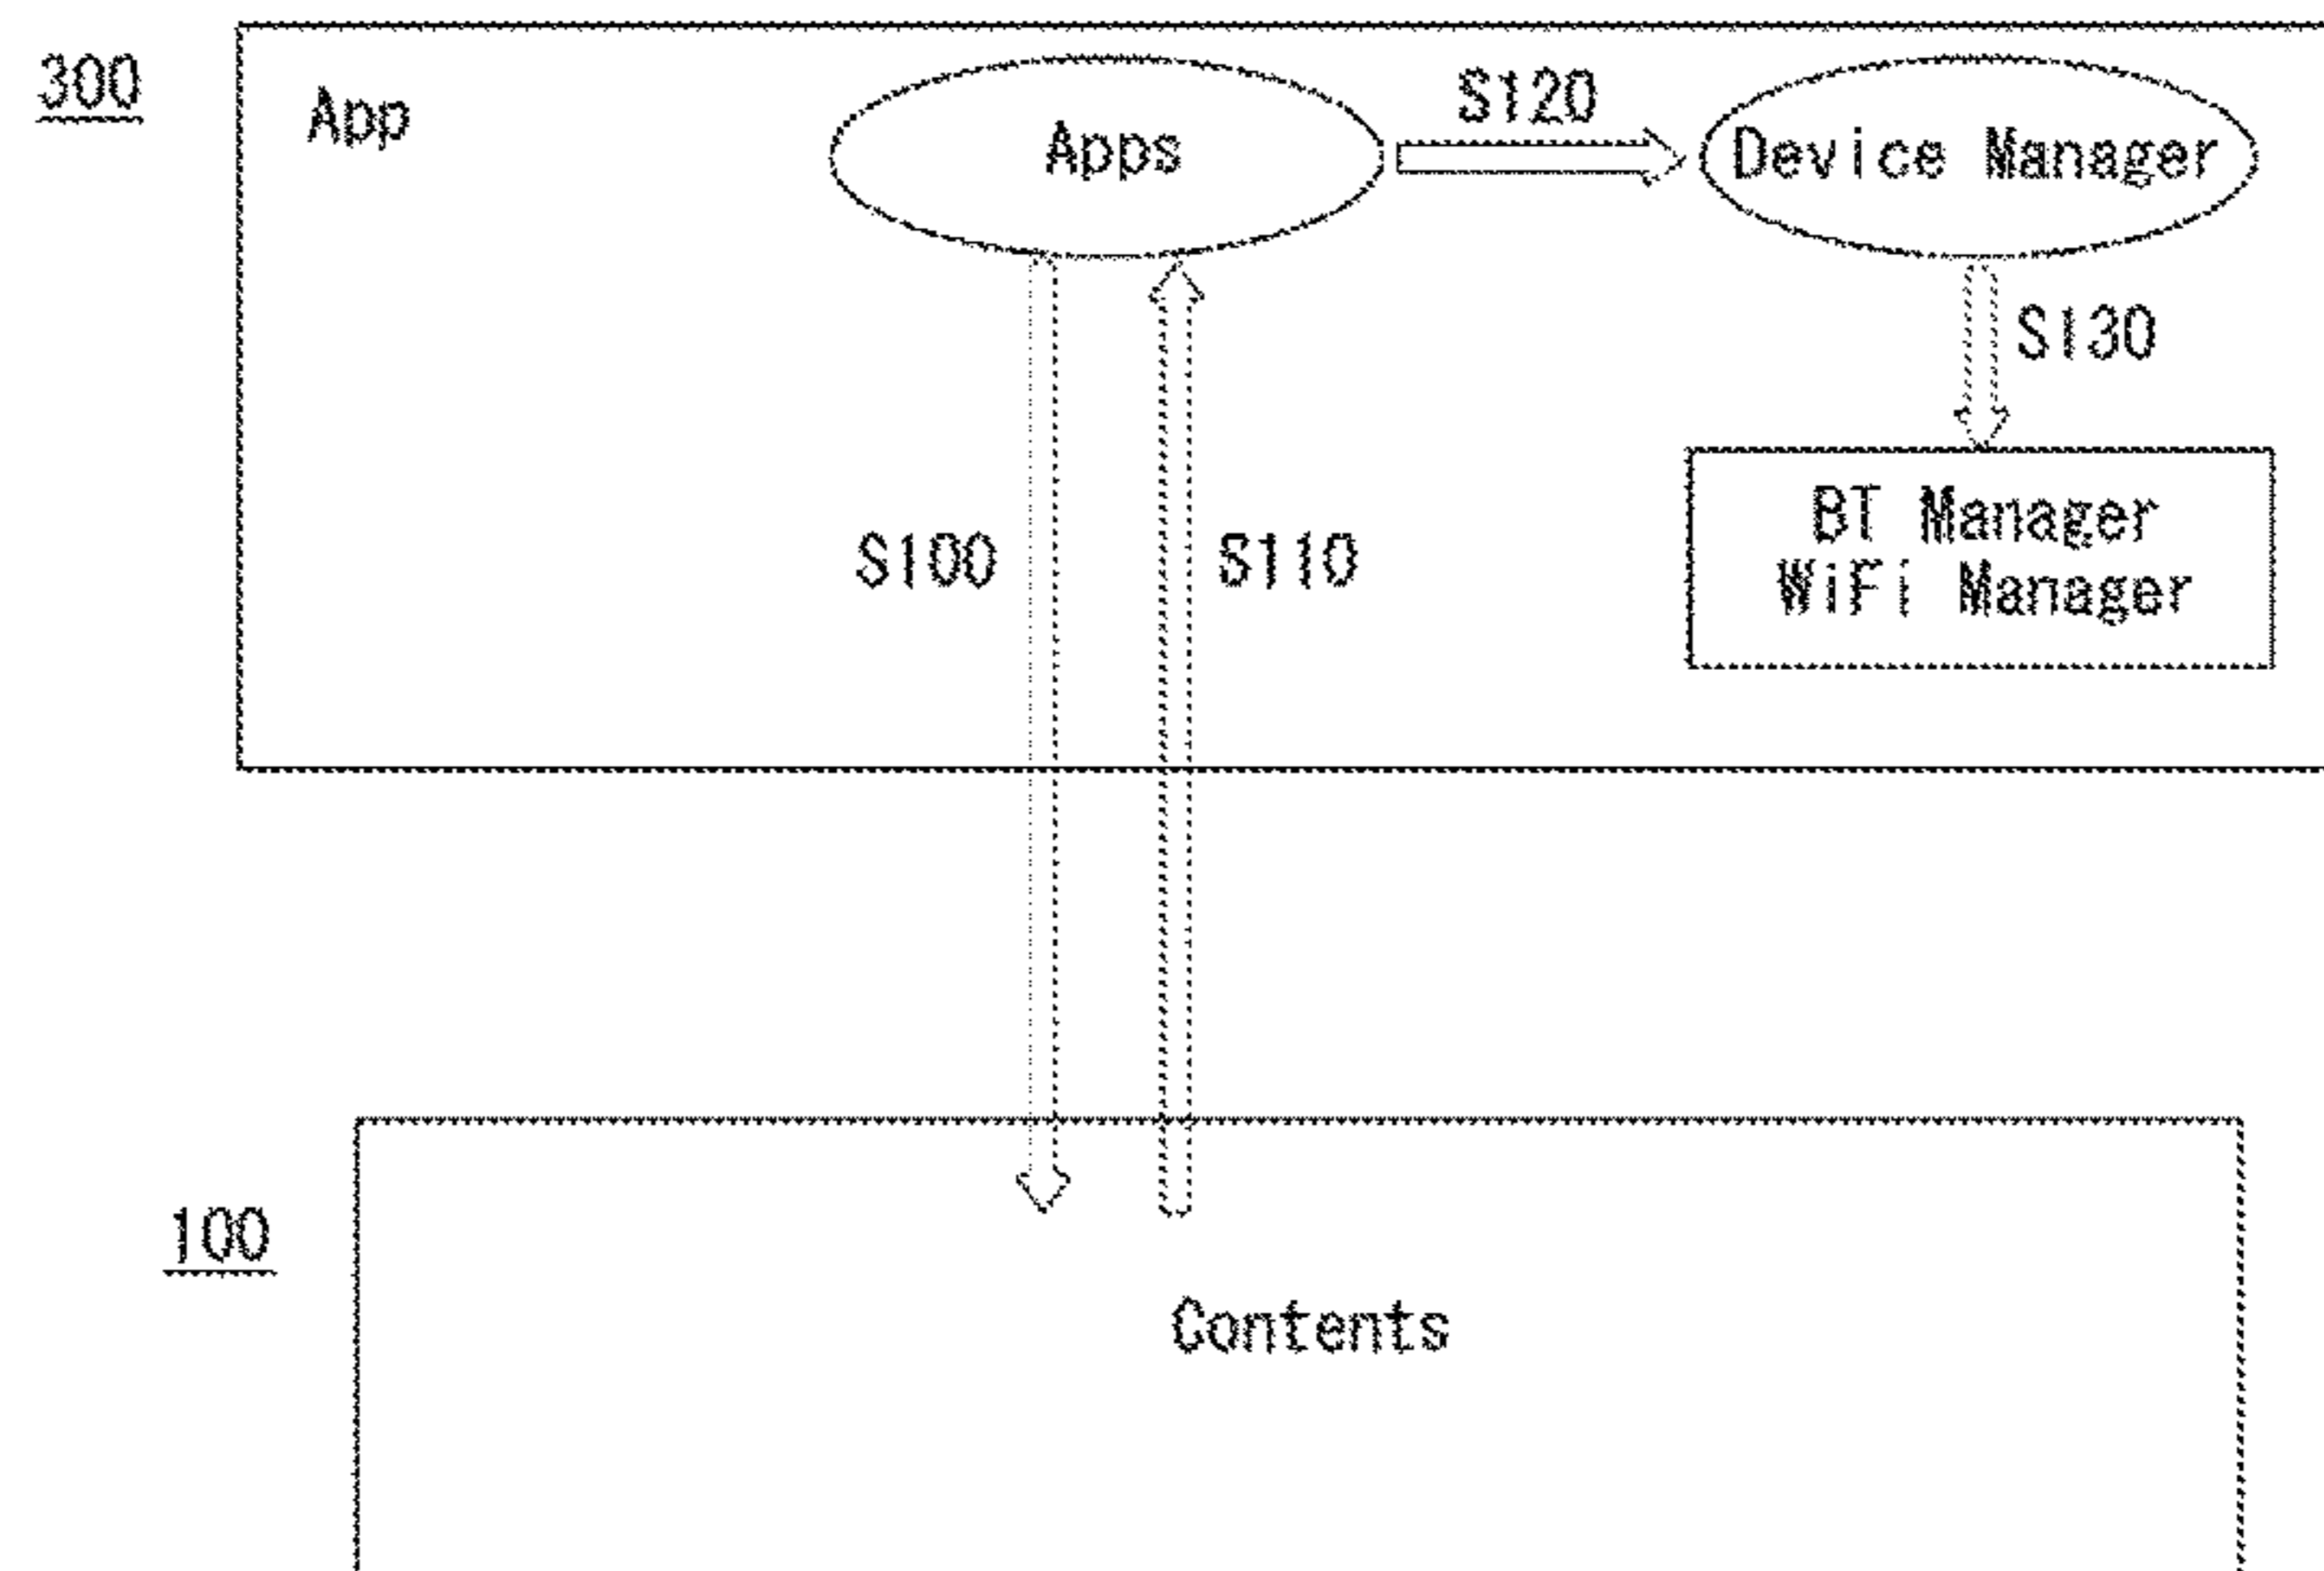 300
App
Apps
S120
Device Manager
S130
BT Manager
WiFi Manager
S100
S110
100
Contents